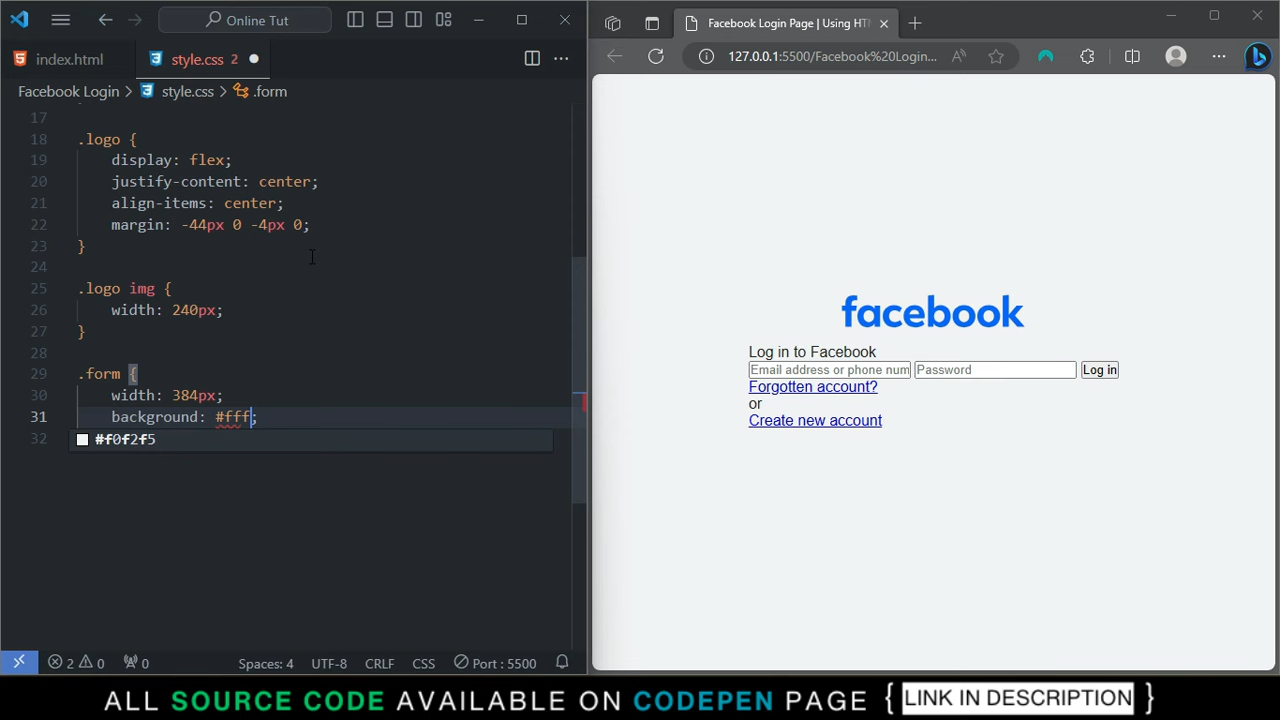 Online Tut
index.html
style.css 2
Facebook Login > style.css > .form
17
18 .logo {
19 display: flex;
20 justify-content: center;
21 align-items: center;
22 margin: -44px 0 -4px 0;
23 }
24
25 .logo img {
26 width: 240px;
27 }
28
29 .form {
30 width: 384px;
31 background: #fff;
32
#f0f2f5
2 0 0
Spaces: 4 UTF-8 CRLF CSS Port : 5500
Facebook Login Page | Using HT
127.0.0.1:5500/Facebook%20Login...
facebook
Log in to Facebook
Email address or phone num Password Log in
Forgotten account?
or
Create new account
ALL SOURCE CODE AVAILABLE ON CODEPEN PAGE { LINK IN DESCRIPTION }